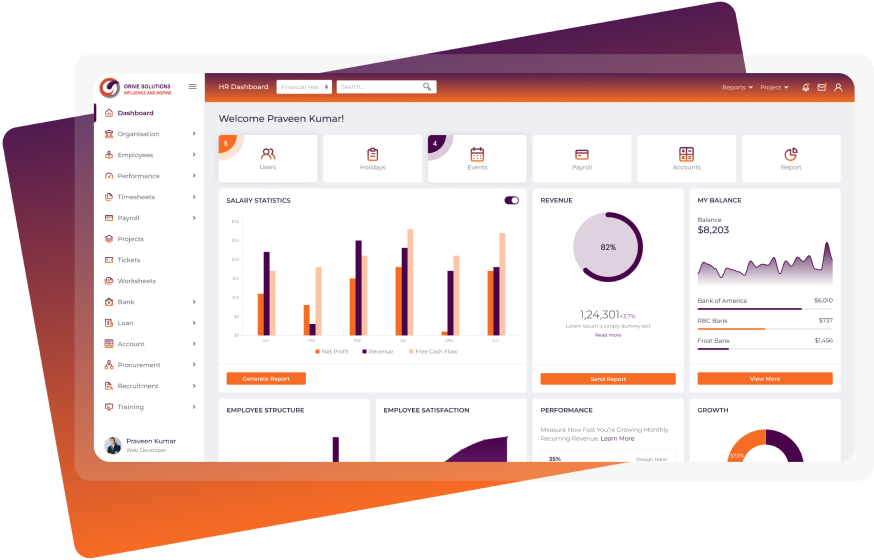 ORIVE SOLUTIONS
INFLUENCE AND INSPIRE
HR Dashboard
Financial Year
Search...
Reports
Project
Dashboard
Organisation
Employees
Performance
Timesheets
Payroll
Projects
Tickets
Worksheets
Bank
Loan
Account
Procurement
Recruitment
Training
Praveen Kumar
Web Developer
Welcome Praveen Kumar!
5
Users
Holidays
4
Events
Payroll
Accounts
Report
SALARY STATISTICS
Jan Feb Mar Apr May Jun
Net Profit Revenue Free Cash Flow
Generate Report
REVENUE
82%
1,24,301-3.7%
Lorem Ipsum is simply dummy text
Read more
Send Report
MY BALANCE
Balance
$8,203
Bank of America $6,010
RBC Bank $737
Frost Bank $1,456
View More
EMPLOYEE STRUCTURE
EMPLOYEE SATISFACTION
PERFORMANCE
Measure How Fast You're Growing Monthly
Recurring Revenue. Learn More
35% Design Team
GROWTH
57.0%